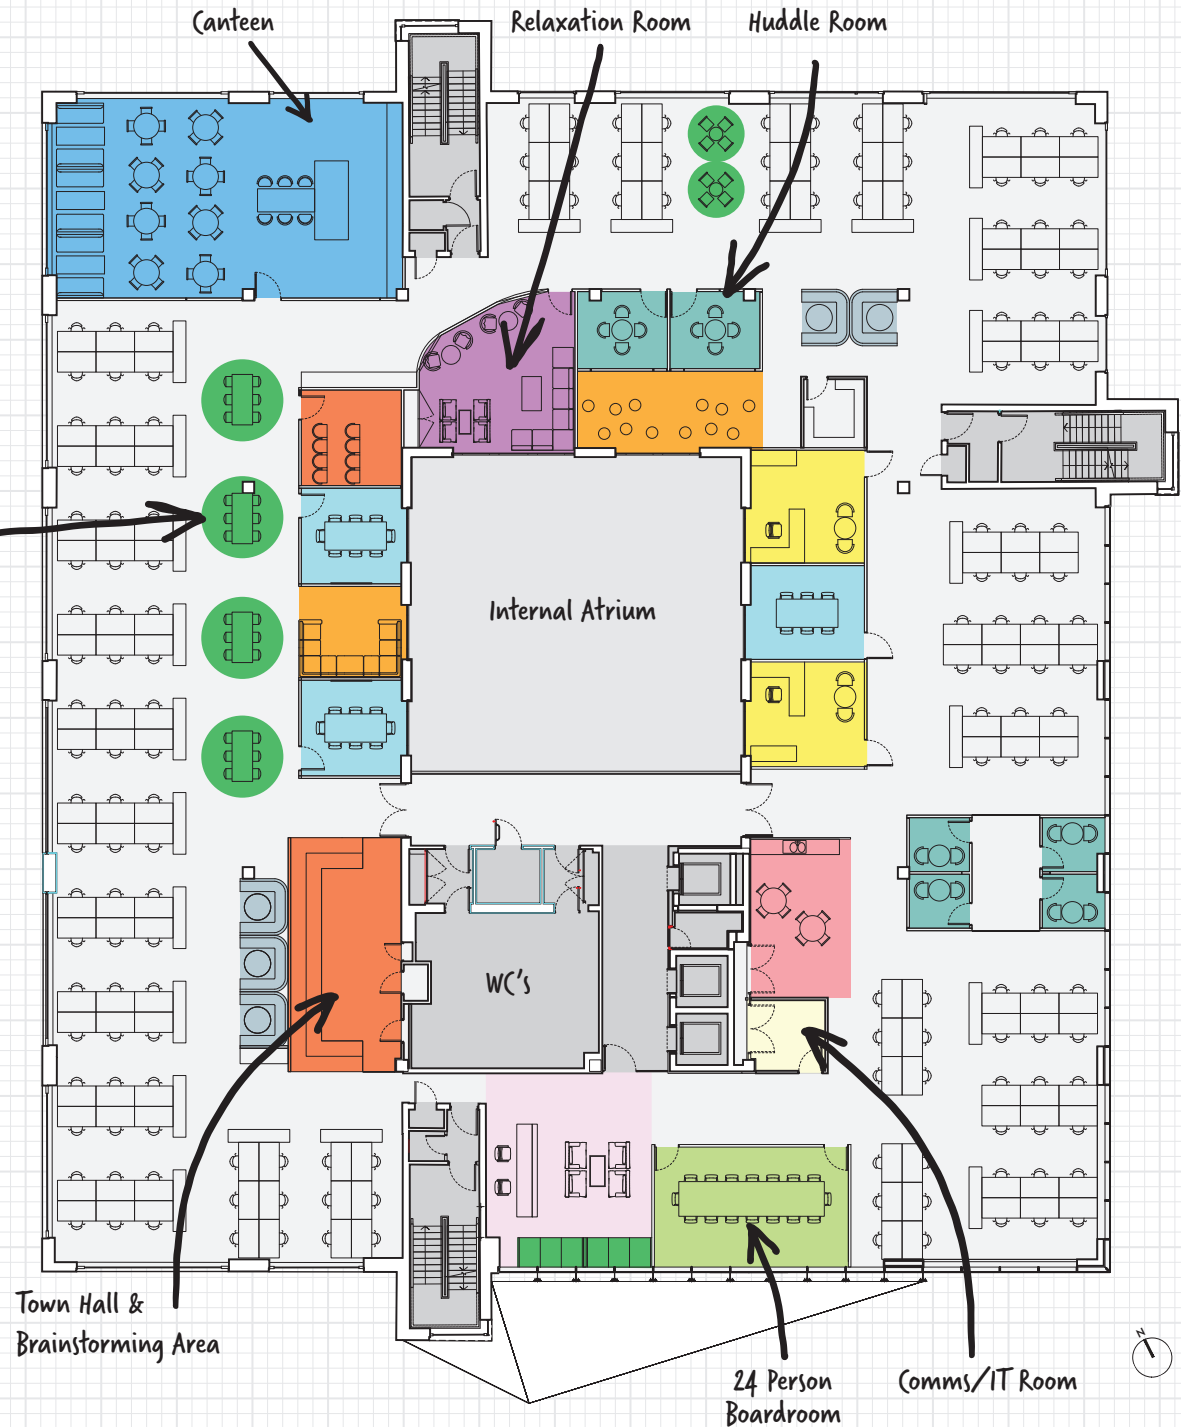 Canteen
Relaxation Room
Huddle Room
Internal Atrium
WC's
Town Hall &
Brainstorming Area
24 Person
Boardroom
Comms/IT Room
N